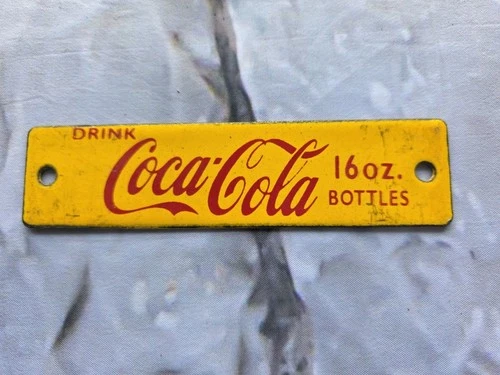 DRINK
Coca-Cola
16oz.
BOTTLES